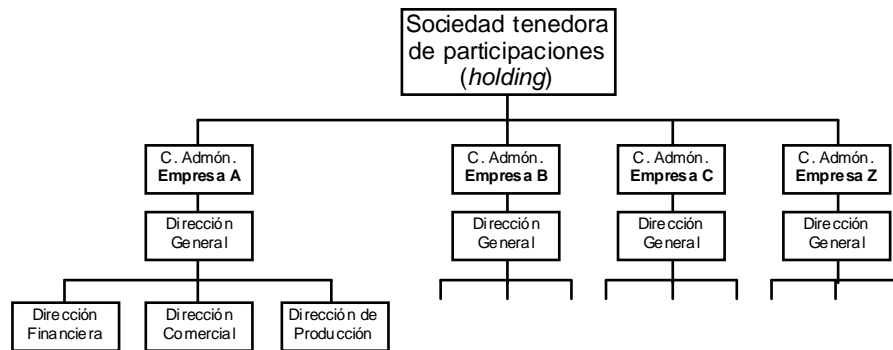 Sociedad tenedora
de participaciones
(holding)
C. Admón.
Empresa A
C. Admón.
Empresa B
C. Admón.
Empresa C
C. Admón.
Empresa Z
Dirección
General
Dirección
General
Dirección
General
Dirección
General
Dirección
Financiera
Dirección
Comercial
Dirección de
Producción